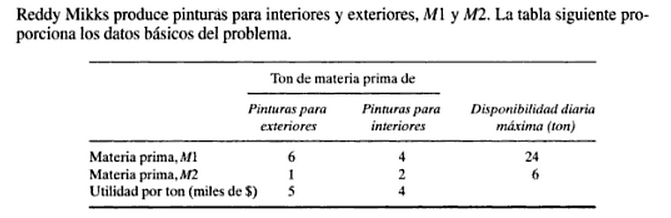 Reddy Mikks produce pinturas para interiores y exteriores, M1 y M2. La tabla siguiente pro-
porciona los datos básicos del problema.
Ton de materia prima de
Pinturas para exteriores Pinturas para interiores Disponibilidad diaria máxima (ton)
Materia prima, M1 6 4 24
Materia prima, M2 1 2 6
Utilidad por ton (miles de $) 5 4